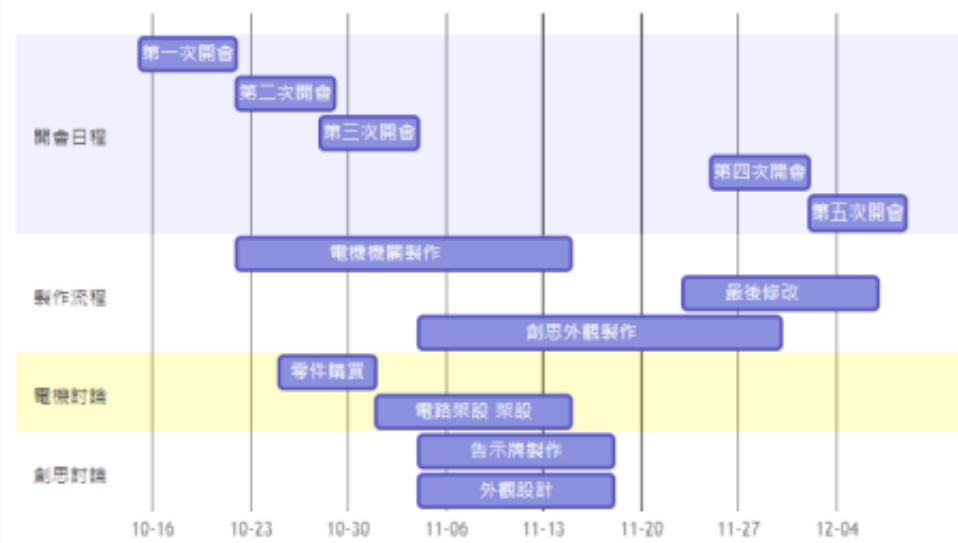 第一次開會
第二次開會
第三次開會
開會日程
第四次開會
第五次開會
電機機關製作
最後修改
製作流程
創思外觀製作
零件購買
電機討論
電路架設 架設
告示牌製作
創思討論
外觀設計
10-16 10-23 10-30 11-06 11-13 11-20 11-27 12-04